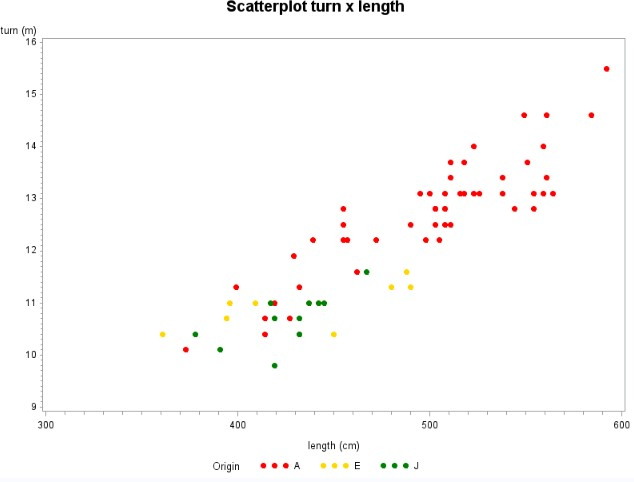 Scatterplot turn x length
turn (m)
16
15
14
13
12
11
10
9
300 400 500 600
length (cm)
Origin A E J